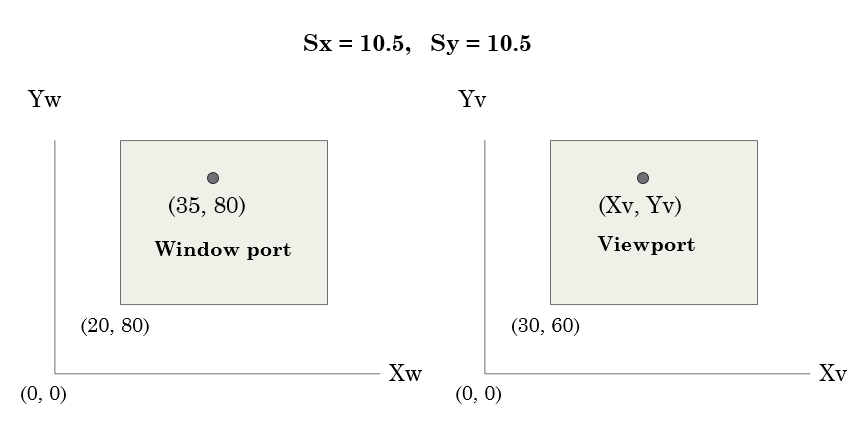 Sx = 10.5, Sy = 10.5
Yw
(35, 80)
Window port
(20, 80)
Xw
(0, 0)
Yv
(Xv, Yv)
Viewport
(30, 60)
Xv
(0, 0)